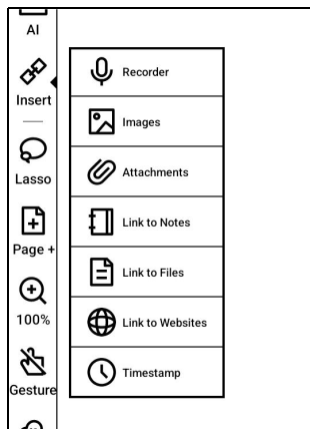 AI
Insert
Lasso
Page +
100%
Gesture
Recorder
Images
Attachments
Link to Notes
Link to Files
Link to Websites
Timestamp